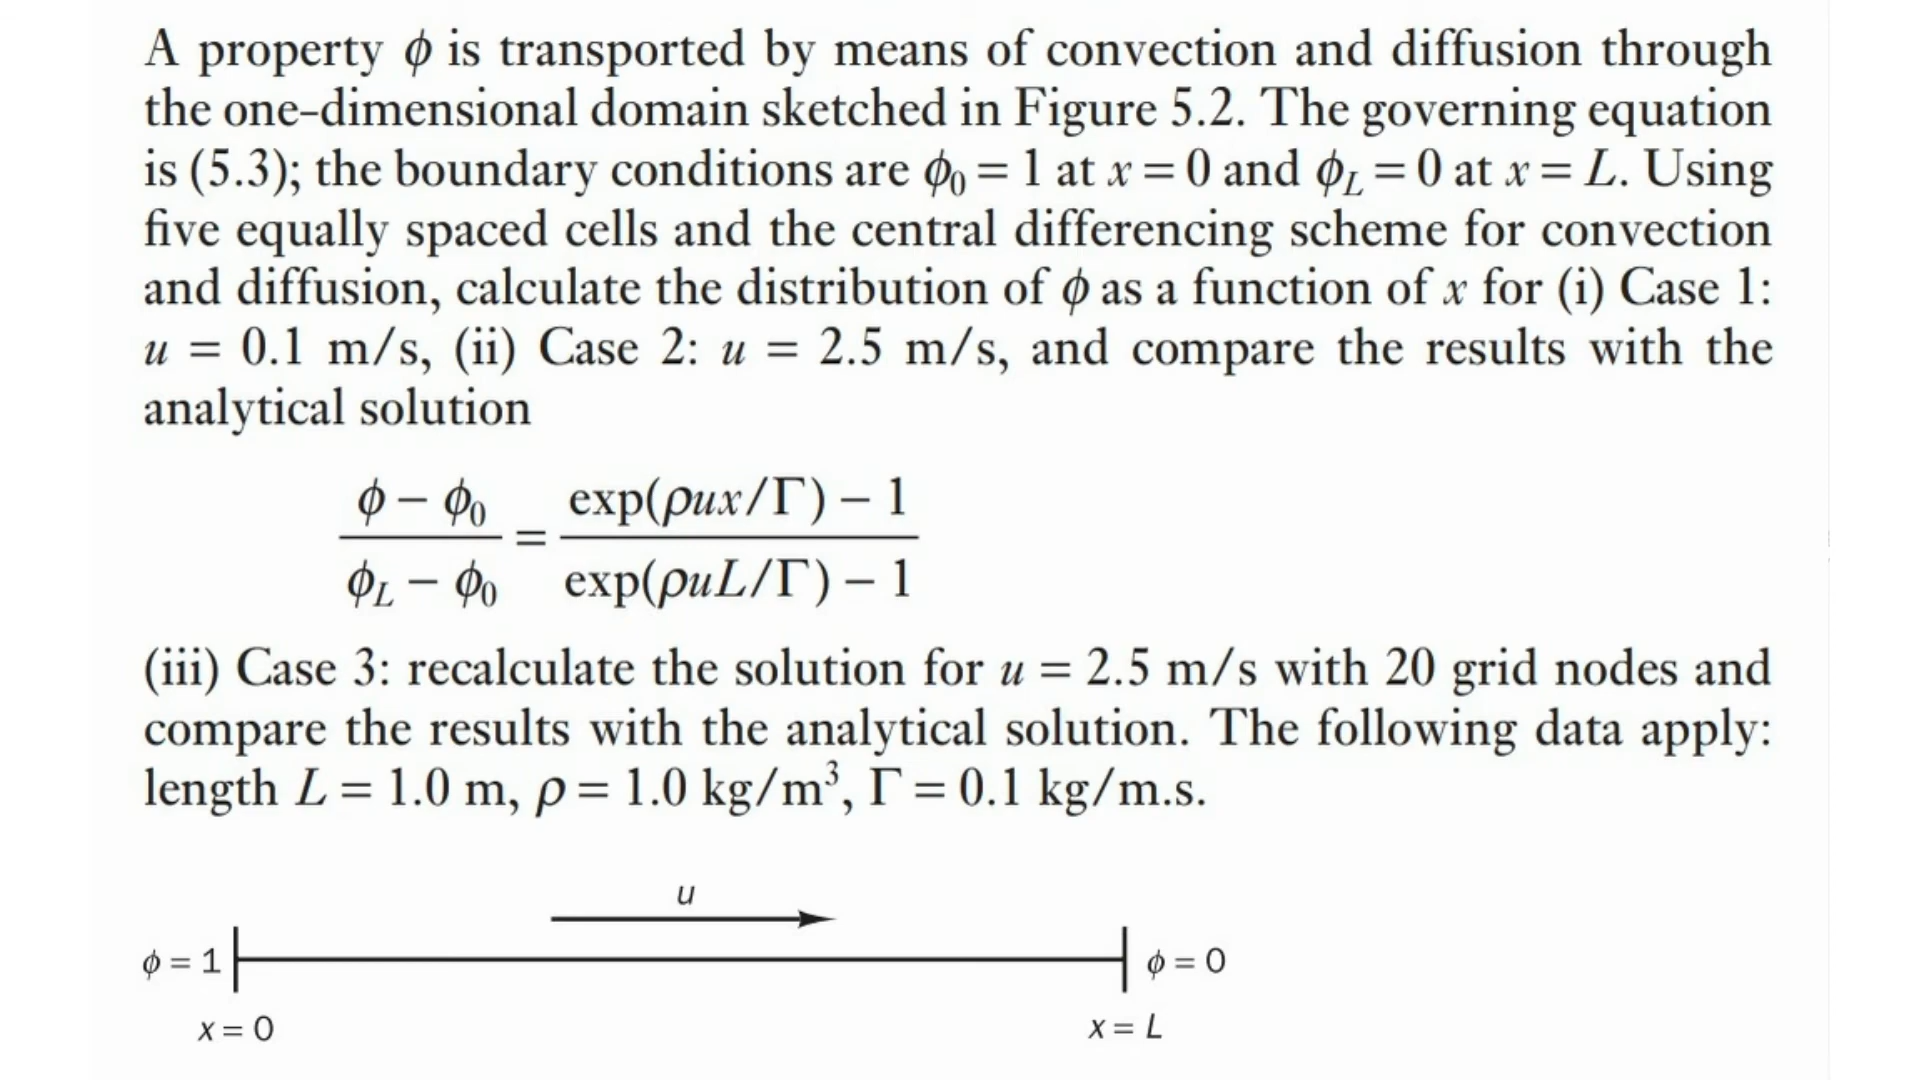 A property ϕ is transported by means of convection and diffusion through
the one-dimensional domain sketched in Figure 5.2. The governing equation
is (5.3); the boundary conditions are ϕ₀ = 1 at x = 0 and ϕ_L = 0 at x = L. Using
five equally spaced cells and the central differencing scheme for convection
and diffusion, calculate the distribution of ϕ as a function of x for (i) Case 1:
u = 0.1 m/s, (ii) Case 2: u = 2.5 m/s, and compare the results with the
analytical solution
(ϕ − ϕ₀)/(ϕ_L − ϕ₀) = (exp(ρux/Γ) − 1)/(exp(ρuL/Γ) − 1)
(iii) Case 3: recalculate the solution for u = 2.5 m/s with 20 grid nodes and
compare the results with the analytical solution. The following data apply:
length L = 1.0 m, ρ = 1.0 kg/m³, Γ = 0.1 kg/m.s.
u
ϕ = 1 ϕ = 0
x = 0 x = L